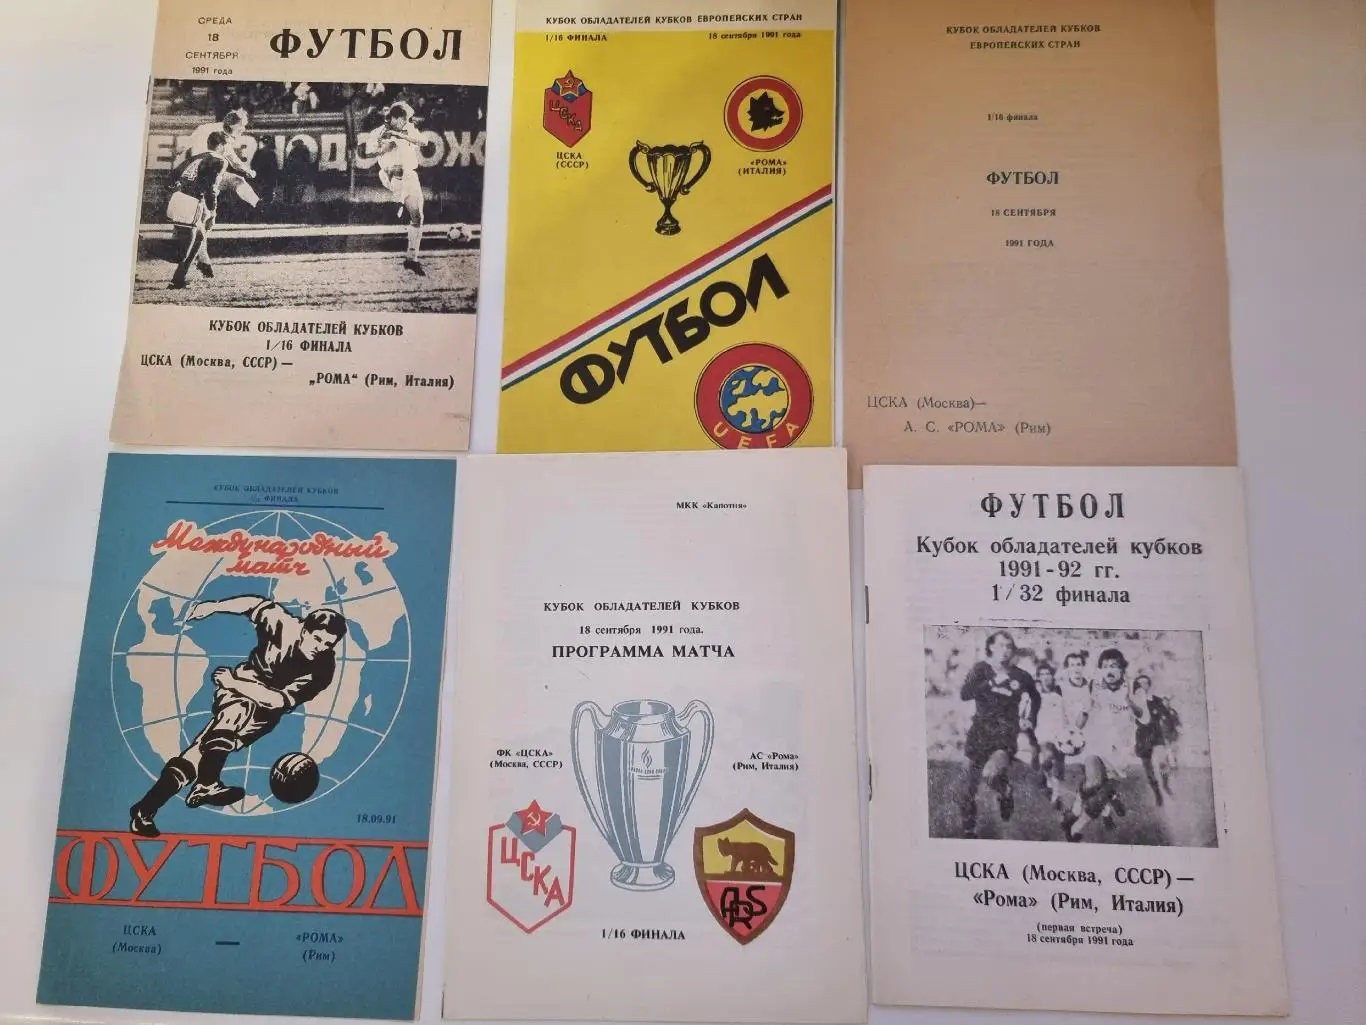 СРЕДА
18
СЕНТЯБРЯ
1991 года
ФУТБОЛ
КУБОК ОБЛАДАТЕЛЕЙ КУБКОВ
1/16 ФИНАЛА
ЦСКА (Москва, СССР) —
„РОМА“ (Рим, Италия)
КУБОК ОБЛАДАТЕЛЕЙ КУБКОВ ЕВРОПЕЙСКИХ СТРАН
1/16 ФИНАЛА
18 сентября 1991 года
ЦСКА
ЦСКА
(СССР)
«РОМА»
(ИТАЛИЯ)
ФУТБОЛ
UEFA
КУБОК ОБЛАДАТЕЛЕЙ КУБКОВ
ЕВРОПЕЙСКИХ СТРАН
1/16 финала
ФУТБОЛ
18 СЕНТЯБРЯ
1991 ГОДА
ЦСКА (Москва)—
А. С. «РОМА» (Рим)
КУБОК ОБЛАДАТЕЛЕЙ КУБКОВ
ФИНАЛА
Международный
матч
18.09.91
ФУТБОЛ
ЦСКА
(Москва)
—
«РОМА»
(Рим)
МКК «Капотня»
КУБОК ОБЛАДАТЕЛЕЙ КУБКОВ
18 сентября 1991 года.
ПРОГРАММА МАТЧА
ФК «ЦСКА»
(Москва, СССР)
АС «Рома»
(Рим, Италия)
ЦСКА
ARS
1/16 ФИНАЛА
ФУТБОЛ
Кубок обладателей кубков
1991-92 гг.
1/32 финала
ЦСКА (Москва, СССР)—
«Рома» (Рим, Италия)
(первая встреча)
18 сентября 1991 года